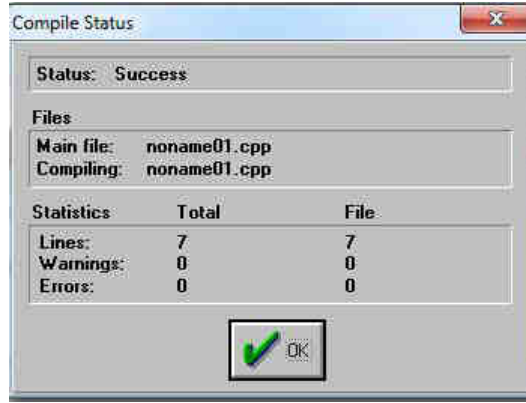 Compile Status
Status: Success
Files
Main file: noname01.cpp
Compiling: noname01.cpp
Statistics Total File
Lines: 7 7
Warnings: 0 0
Errors: 0 0
OK